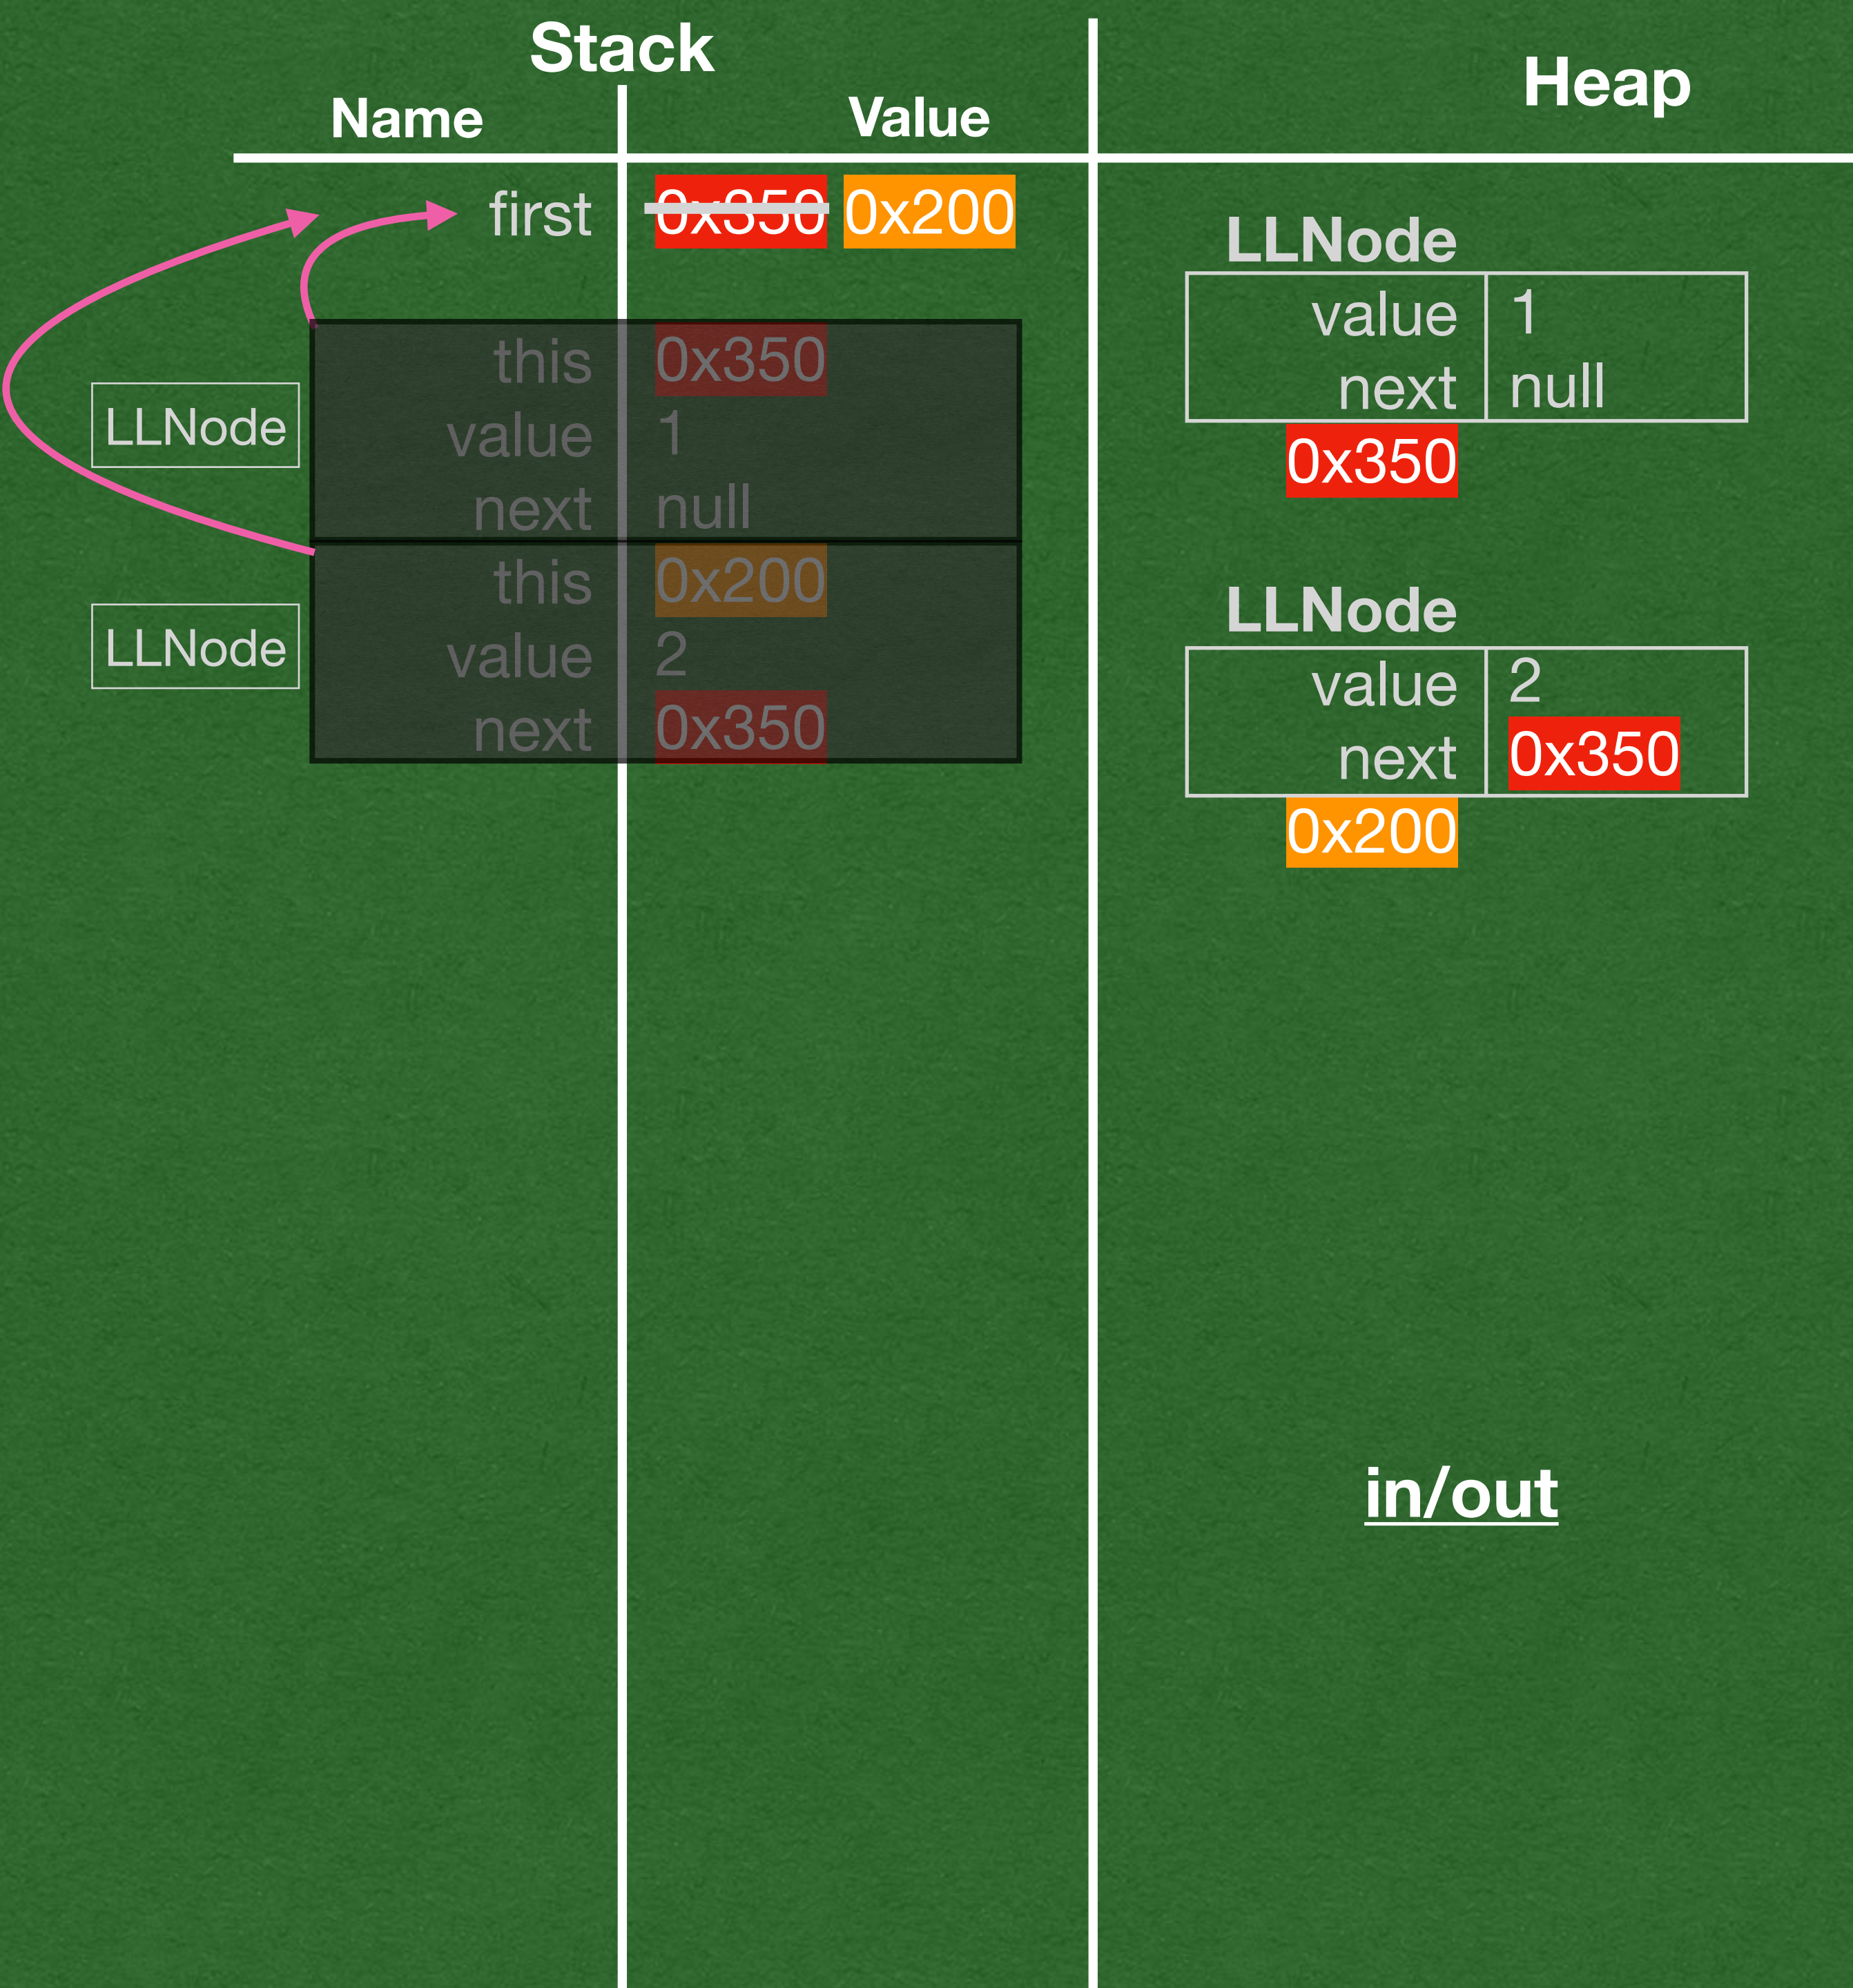 Stack
Heap
Name Value
first 0x350 0x200
LLNode
this 0x350
value 1
next null
LLNode
this 0x200
value 2
next 0x350
LLNode
LLNode
value 1
next null
0x350
LLNode
value 2
next 0x350
0x200
in/out